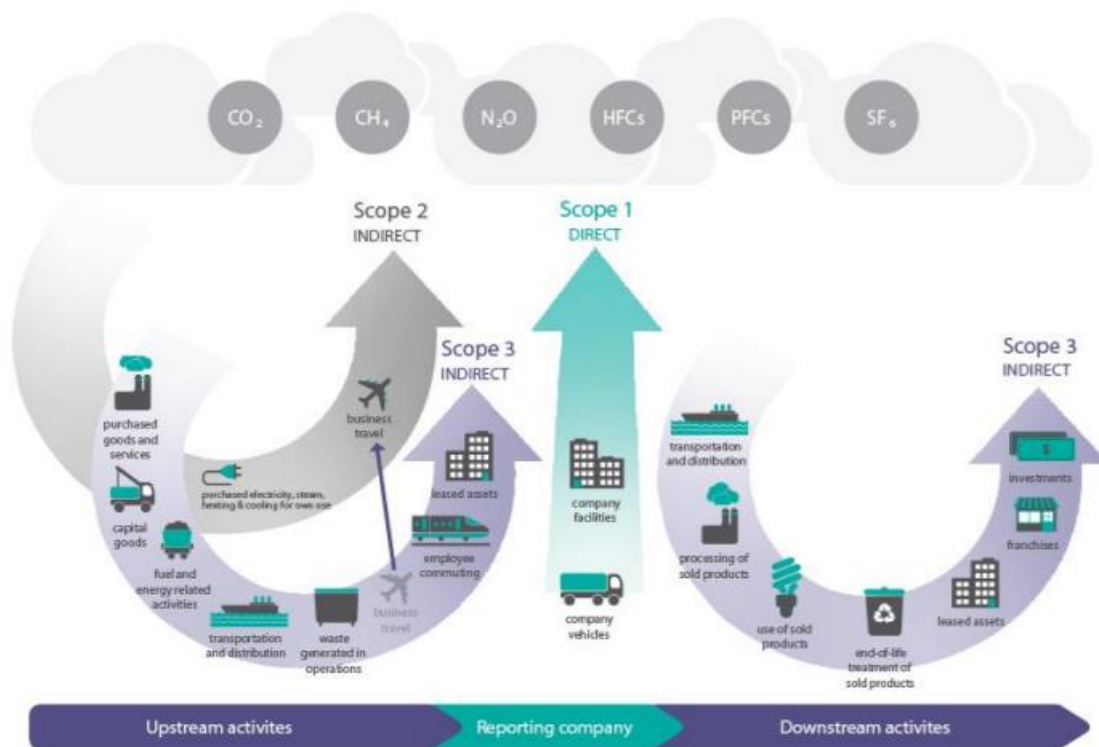 CO₂
CH₄
N₂O
HFCs
PFCs
SF₆
Scope 2
INDIRECT
Scope 1
DIRECT
Scope 3
INDIRECT
Scope 3
INDIRECT
purchased
goods and
services
capital
goods
fuel and
energy related
activities
transportation
and distribution
waste
generated in
operations
business
travel
business
travel
purchased electricity, steam,
heating & cooling for own use
employee
commuting
leased assets
company
facilities
company
vehicles
transportation
and distribution
processing of
sold products
use of sold
products
end-of-life
treatment of
sold products
leased assets
franchises
$
investments
Upstream activites
Reporting company
Downstream activites